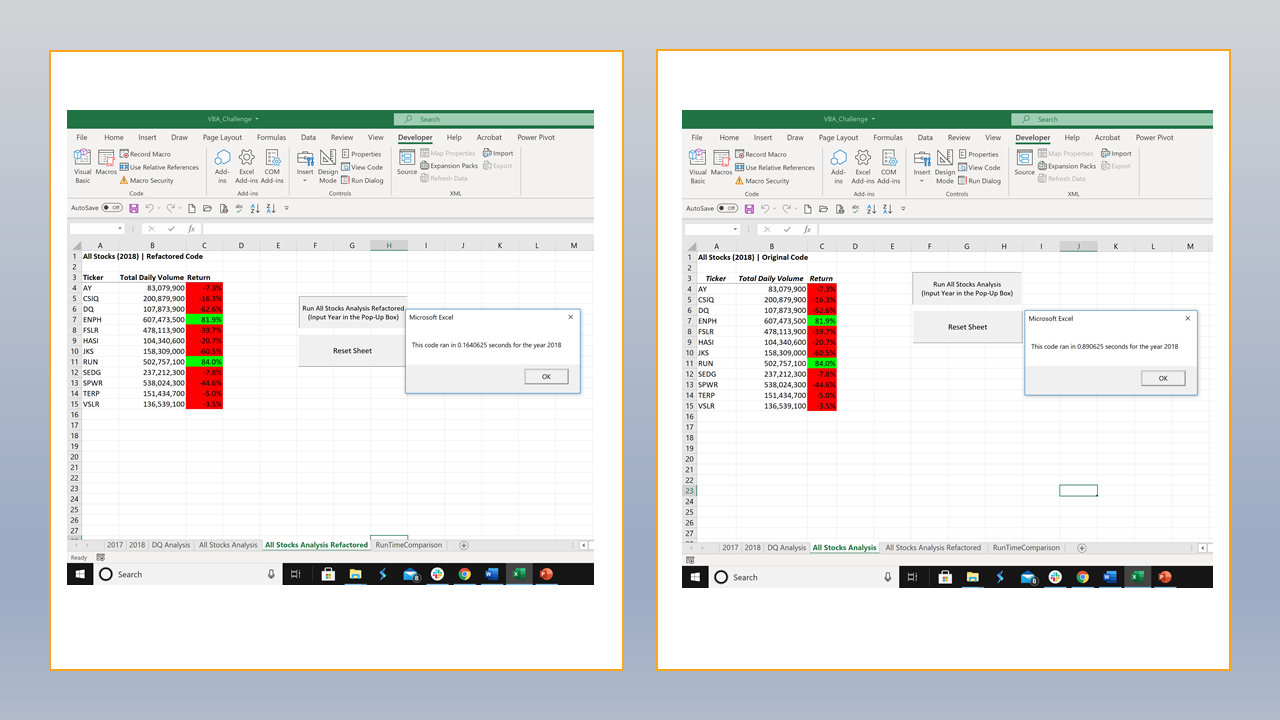 VBA_Challenge
Search
File Home Insert Draw Page Layout Formulas Data Review View Developer Help Acrobat Power Pivot
Visual Basic
Macros
Record Macro
Use Relative References
Macro Security
Code
Add-ins
Excel Add-ins
COM Add-ins
Add-ins
Insert
Design Mode
Properties
View Code
Run Dialog
Controls
Source
Map Properties
Expansion Packs
Refresh Data
Import
Export
XML
AutoSave Off
fx
A B C D E F G H I J K L M
1 All Stocks (2018) | Refactored Code
2
3 Ticker Total Daily Volume Return
4 AY 83,079,900 -7.3%
5 CSIQ 200,879,900 -16.3%
6 DQ 107,873,900 -62.6%
7 ENPH 607,473,500 81.9%
8 FSLR 478,113,900 -39.7%
9 HASI 104,340,600 -20.7%
10 JKS 158,309,000 -60.5%
11 RUN 502,757,100 84.0%
12 SEDG 237,212,300 -7.8%
13 SPWR 538,024,300 -44.6%
14 TERP 151,434,700 -5.0%
15 VSLR 136,539,100 -3.5%
16
17
18
19
20
21
22
23
24
25
26
27
Run All Stocks Analysis Refactored
(Input Year in the Pop-Up Box)
Reset Sheet
Microsoft Excel
This code ran in 0.1640625 seconds for the year 2018
OK
2017 2018 DQ Analysis All Stocks Analysis All Stocks Analysis Refactored RunTimeComparison
Ready
Search
8
VBA_Challenge
Search
File Home Insert Draw Page Layout Formulas Data Review View Developer Help Acrobat Power Pivot
Visual Basic
Macros
Record Macro
Use Relative References
Macro Security
Code
Add-ins
Excel Add-ins
COM Add-ins
Add-ins
Insert
Design Mode
Properties
View Code
Run Dialog
Controls
Source
Map Properties
Expansion Packs
Refresh Data
Import
Export
XML
AutoSave Off
fx
A B C D E F G H I J K L M
1 All Stocks (2018) | Original Code
2
3 Ticker Total Daily Volume Return
4 AY 83,079,900 -7.3%
5 CSIQ 200,879,900 -16.3%
6 DQ 107,873,900 -62.6%
7 ENPH 607,473,500 81.9%
8 FSLR 478,113,900 -39.7%
9 HASI 104,340,600 -20.7%
10 JKS 158,309,000 -60.5%
11 RUN 502,757,100 84.0%
12 SEDG 237,212,300 -7.8%
13 SPWR 538,024,300 -44.6%
14 TERP 151,434,700 -5.0%
15 VSLR 136,539,100 -3.5%
16
17
18
19
20
21
22
23
24
25
26
27
Run All Stocks Analysis
(Input Year in the Pop-Up Box)
Reset Sheet
Microsoft Excel
This code ran in 0.890625 seconds for the year 2018
OK
2017 2018 DQ Analysis All Stocks Analysis All Stocks Analysis Refactored RunTimeComparison
Search
8